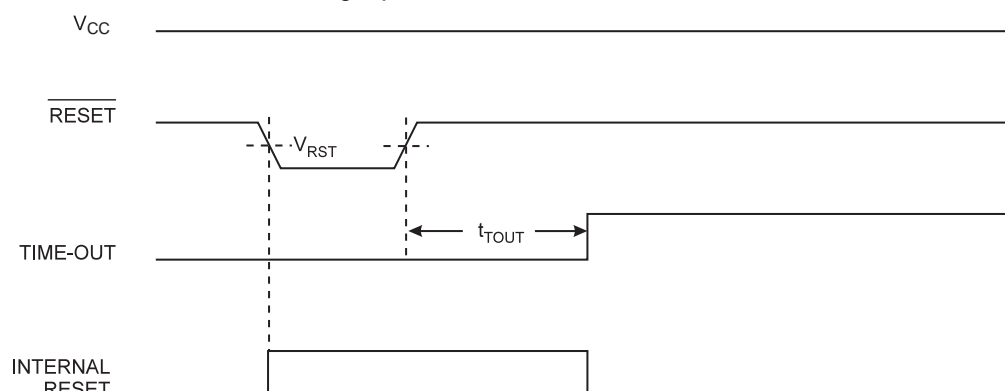 VCC
RESET
VRST
tTOUT
TIME-OUT
INTERNAL
RESET